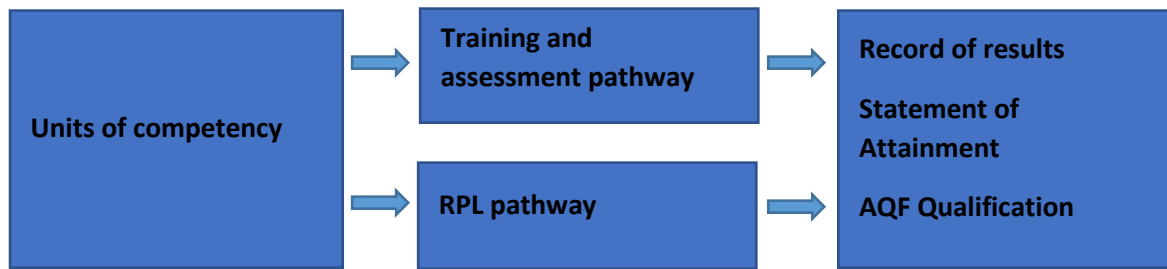 Units of competency
Training and
assessment pathway
RPL pathway
Record of results
Statement of
Attainment
AQF Qualification